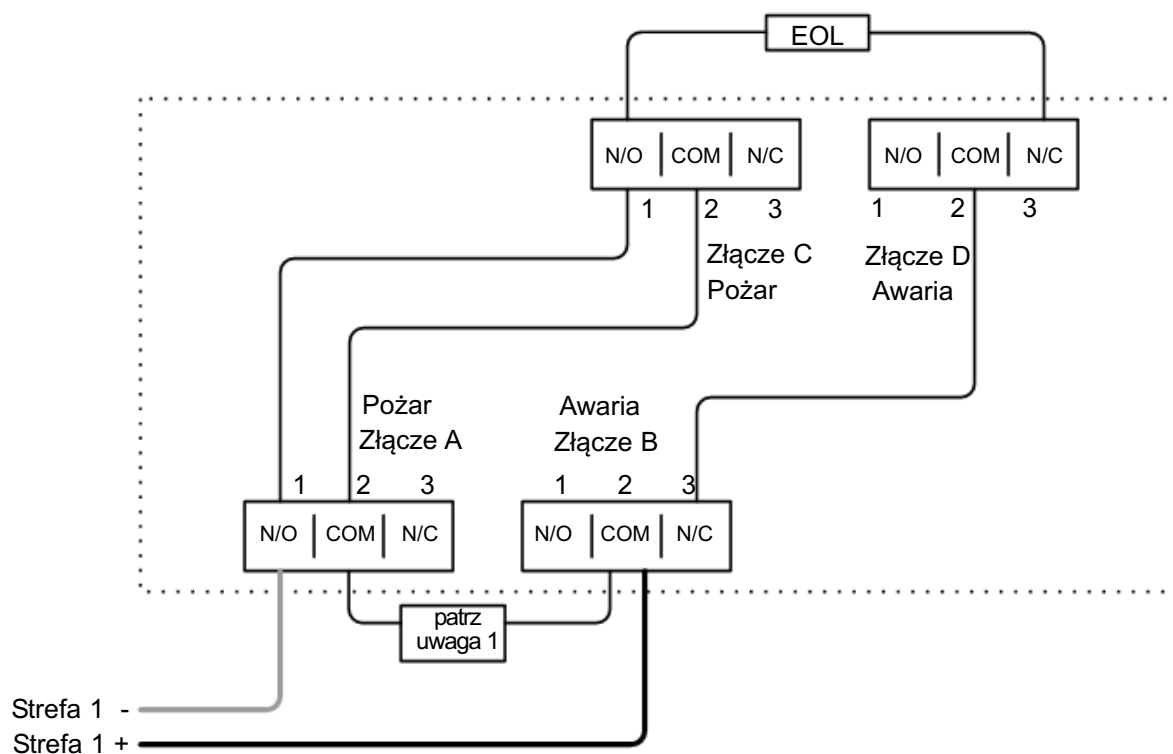 EOL
N/O COM N/C N/O COM N/C
1 2 3 1 2 3
Złącze C Złącze D
Pożar Awaria
Pożar Awaria
Złącze A Złącze B
1 2 3 1 2 3
N/O COM N/C N/O COM N/C
patrz
uwaga 1
Strefa 1 -
Strefa 1 +